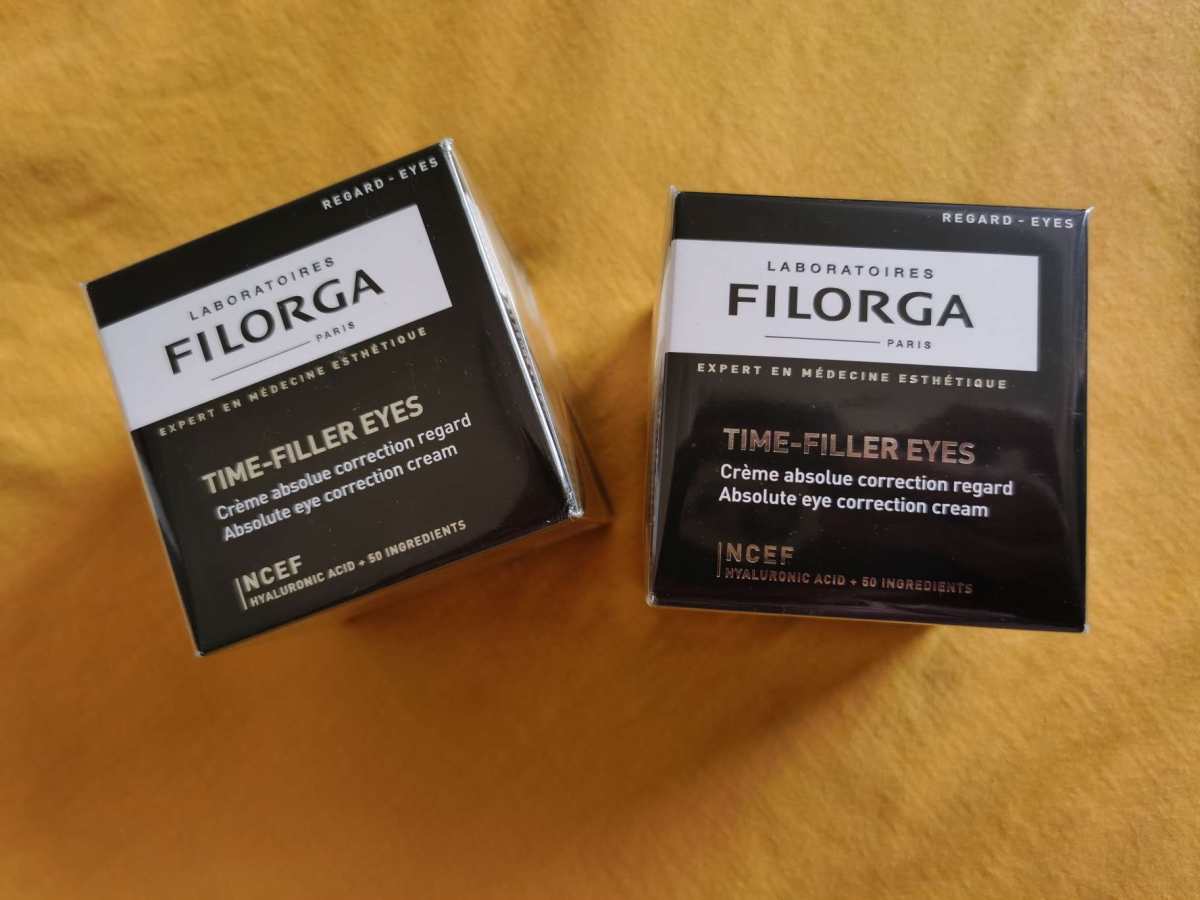 REGARD - EYES
LABORATOIRES
FILORGA
PARIS
EXPERT EN MÉDECINE ESTHÉTIQUE
TIME-FILLER EYES
Crème absolue correction regard
Absolute eye correction cream
NCEF
HYALURONIC ACID + 50 INGREDIENTS
REGARD - EYES
LABORATOIRES
FILORGA
PARIS
EXPERT EN MÉDECINE ESTHÉTIQUE
TIME-FILLER EYES
Crème absolue correction regard
Absolute eye correction cream
NCEF
HYALURONIC ACID + 50 INGREDIENTS